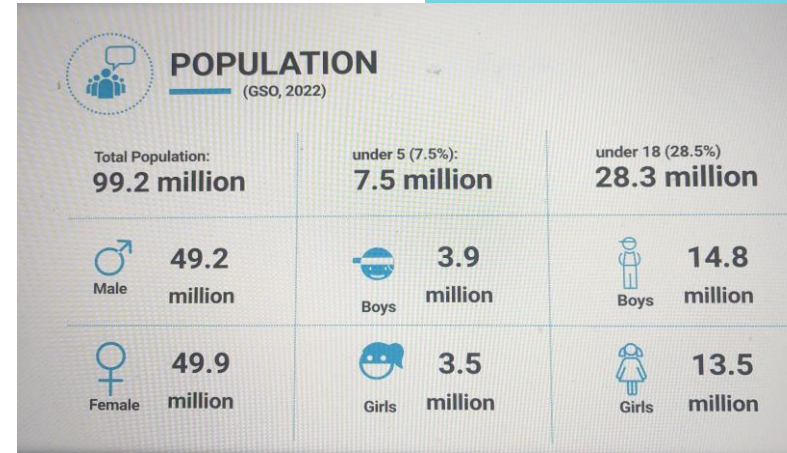 POPULATION
(GSO, 2022)
Total Population:
99.2 million
under 5 (7.5%):
7.5 million
under 18 (28.5%)
28.3 million
Male
49.2
million
Boys
3.9
million
Boys
14.8
million
Female
49.9
million
Girls
3.5
million
Girls
13.5
million